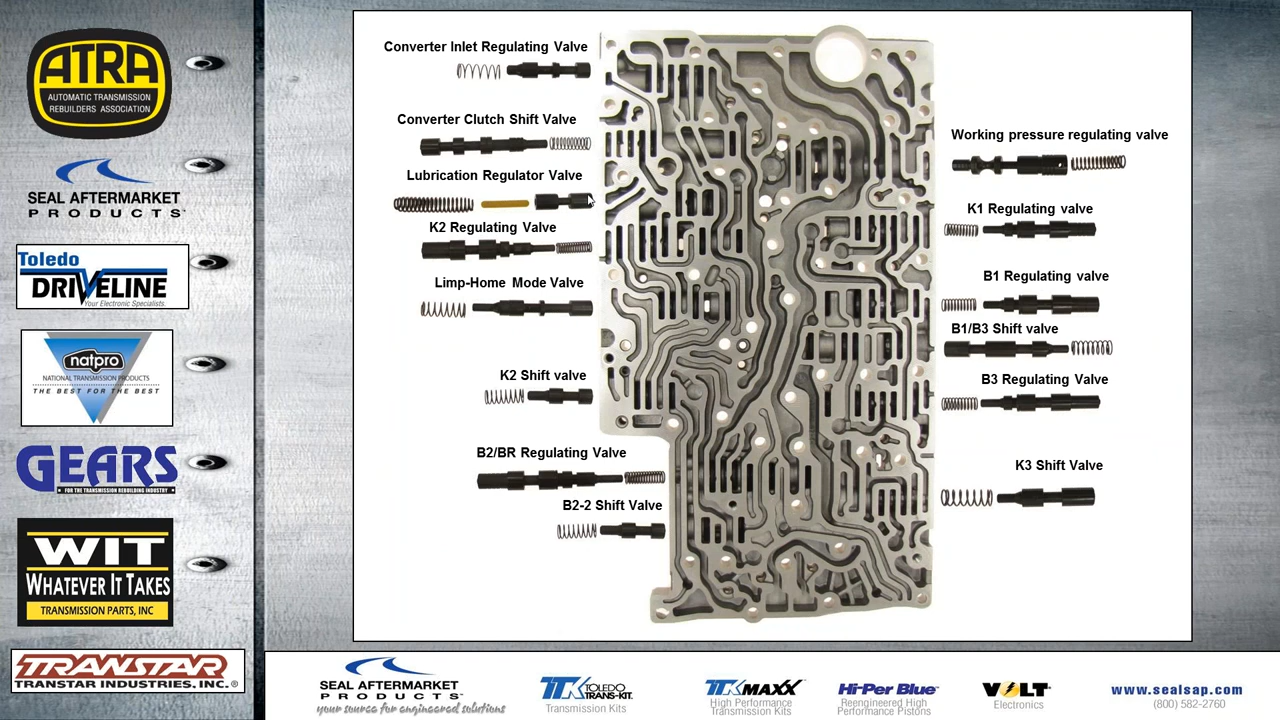 ATRA
AUTOMATIC TRANSMISSION
REBUILDERS ASSOCIATION
SEAL AFTERMARKET
PRODUCTS
Toledo
DRIVELINE
Your Electronic Specialists.
natpro
NATIONAL TRANSMISSION PRODUCTS
THE BEST FOR THE BEST
GEARS
FOR THE TRANSMISSION REBUILDING INDUSTRY
WIT
WHATEVER IT TAKES
TRANSMISSION PARTS, INC
TRANSTAR
TRANSTAR INDUSTRIES, INC.®
Converter Inlet Regulating Valve
Converter Clutch Shift Valve
Lubrication Regulator Valve
K2 Regulating Valve
Limp-Home Mode Valve
K2 Shift valve
B2/BR Regulating Valve
B2-2 Shift Valve
Working pressure regulating valve
K1 Regulating valve
B1 Regulating valve
B1/B3 Shift valve
B3 Regulating Valve
K3 Shift Valve
SEAL AFTERMARKET
PRODUCTS
your source for engineered solutions
TTK TOLEDO
TRANS-KIT.
Transmission Kits
TTK MAXX
High Performance
Transmission Kits
Hi-Per Blue
Reengineered High
Performance Pistons
VOLT
Electronics
www.sealsap.com
(800) 582-2760